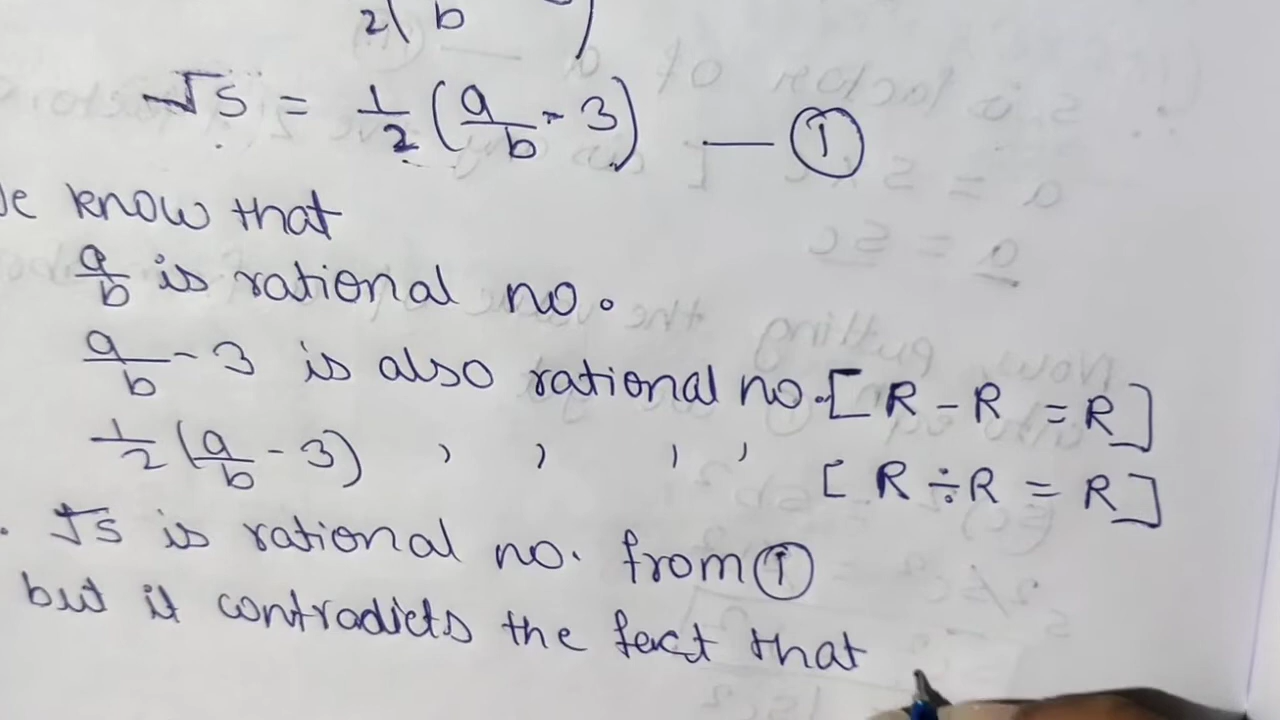 2( b )
√5 = 1/2 (a/b - 3) — ①
we know that
a/b is rational no.
a/b - 3 is also rational no. [R - R = R]
1/2 (a/b - 3) , , , , [R ÷ R = R]
. √5 is rational no. from ①
but it contradicts the fact that